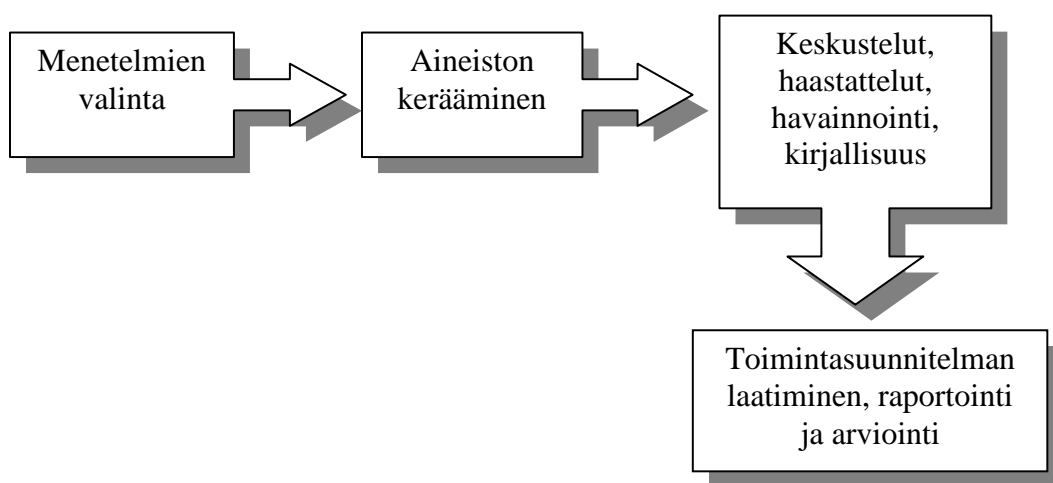 Menetelmien
valinta
Aineiston
kerääminen
Keskustelut,
haastattelut,
havainnointi,
kirjallisuus
Toimintasuunnitelman
laatiminen, raportointi
ja arviointi